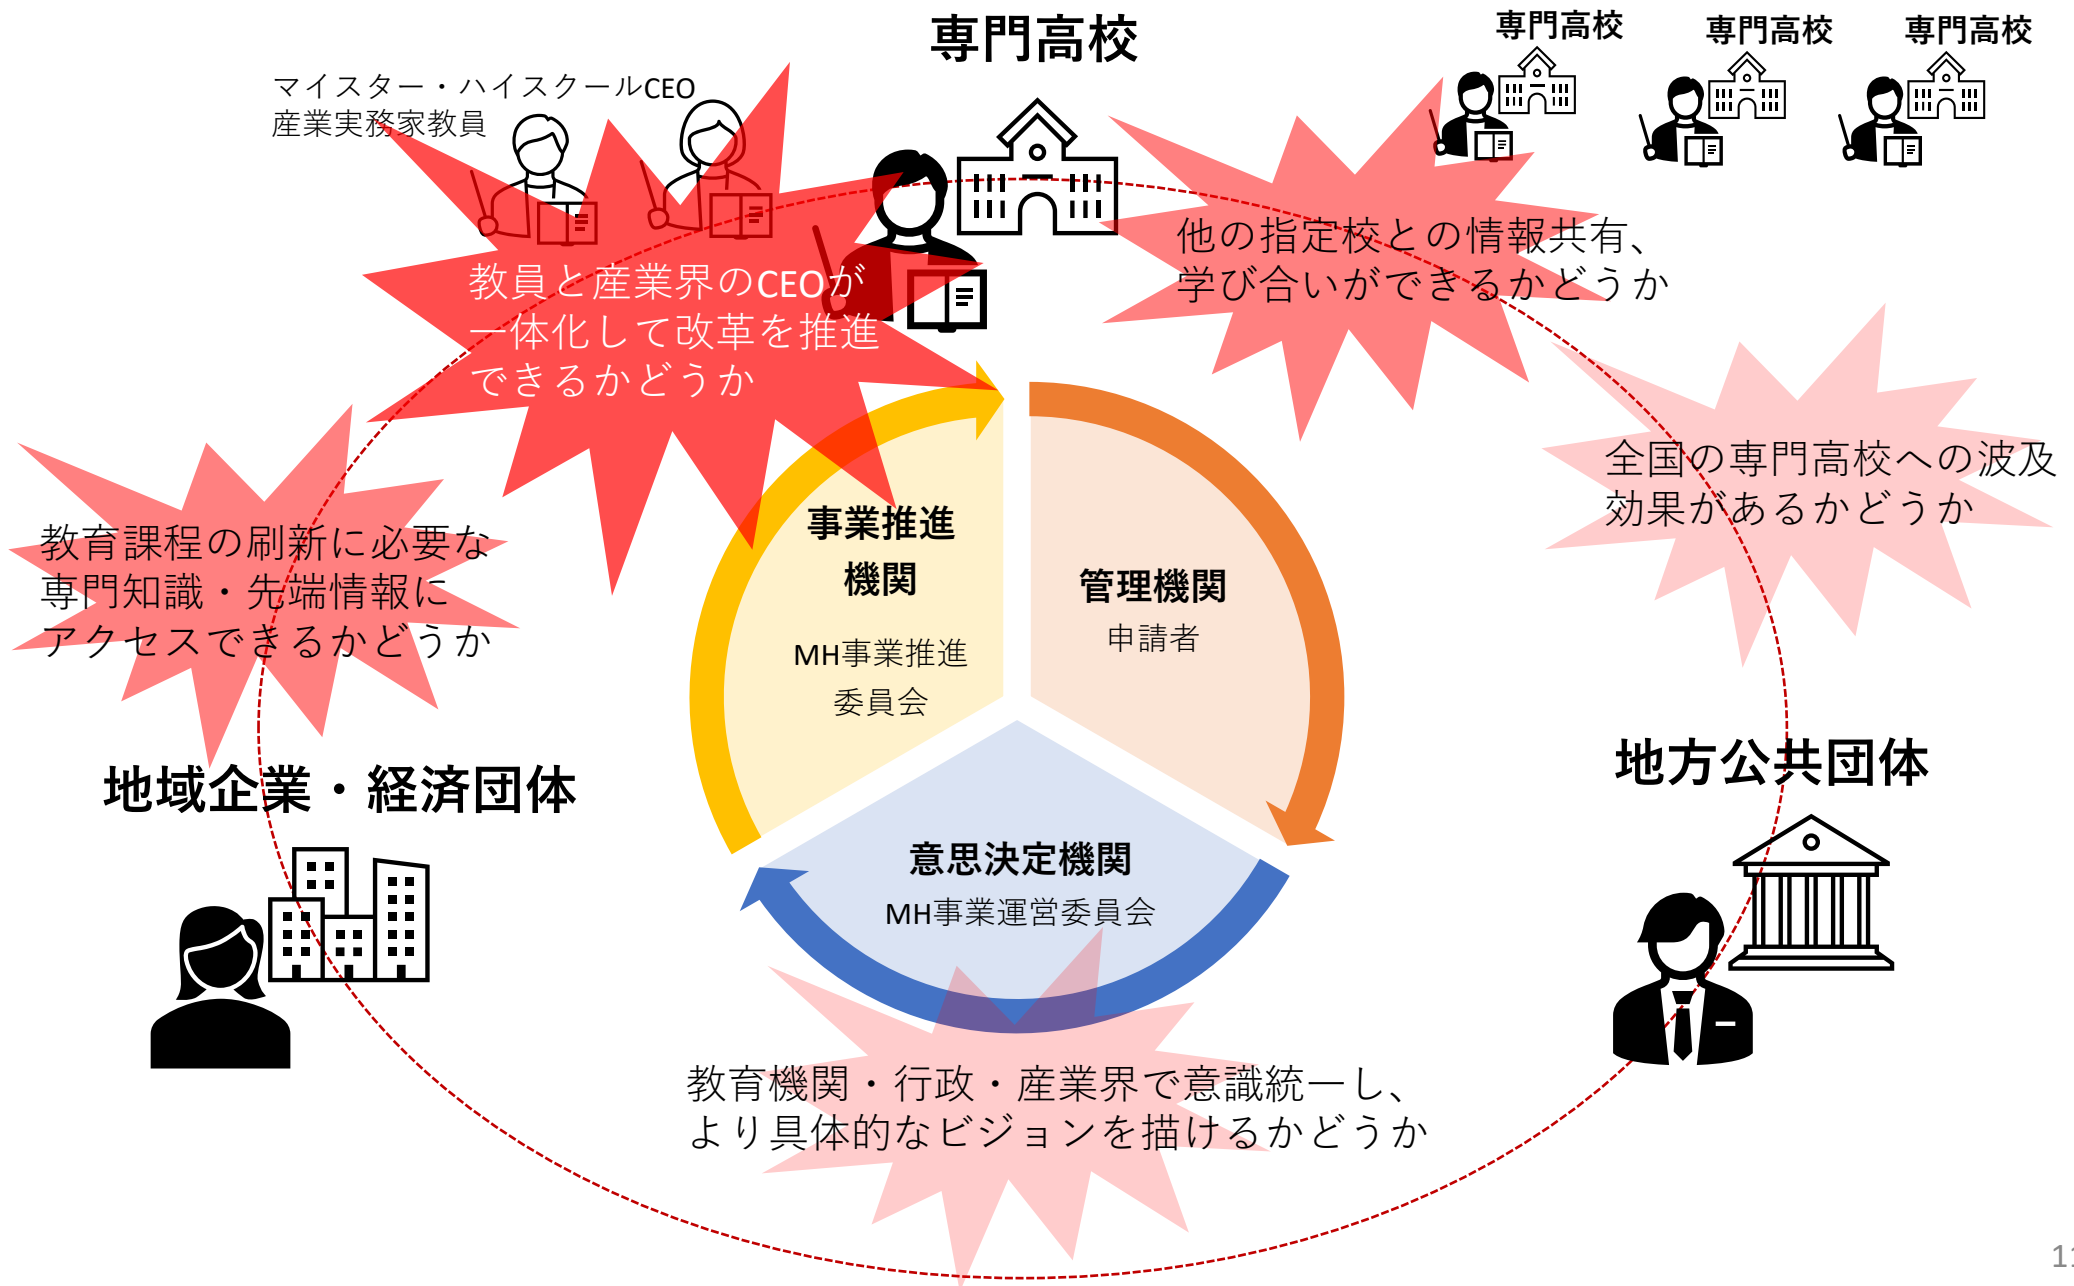 専門高校
専門高校
専門高校
専門高校
マイスター・ハイスクールCEO
産業実務家教員
教員と産業界のCEOが
一体化して改革を推進
できるかどうか
他の指定校との情報共有、
学び合いができるかどうか
全国の専門高校への波及
効果があるかどうか
教育課程の刷新に必要な
専門知識・先端情報に
アクセスできるかどうか
事業推進
機関
MH事業推進
委員会
管理機関
申請者
意思決定機関
MH事業運営委員会
地域企業・経済団体
地方公共団体
教育機関・行政・産業界で意識統一し、
より具体的なビジョンを描けるかどうか